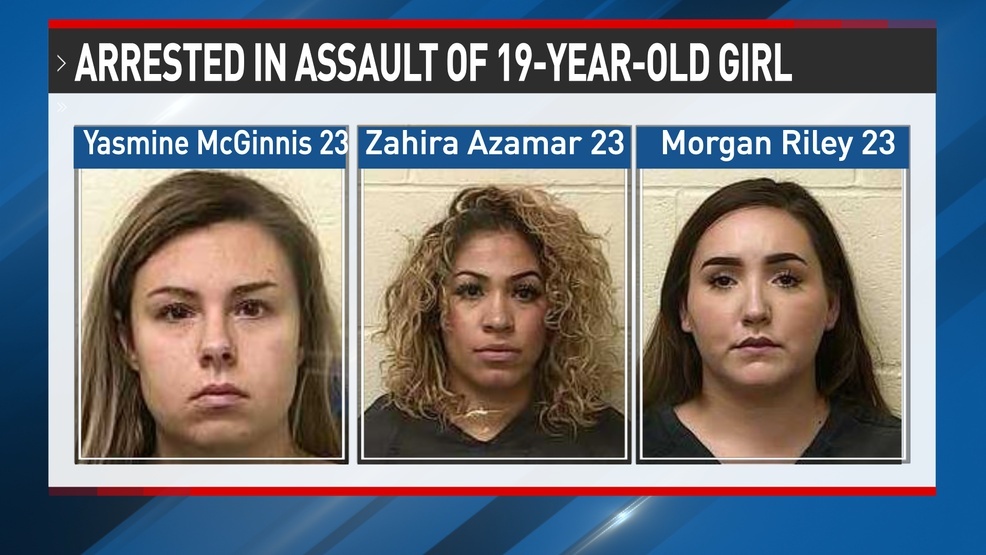 ARRESTED IN ASSAULT OF 19-YEAR-OLD GIRL
Yasmine McGinnis 23
Zahira Azamar 23
Morgan Riley 23